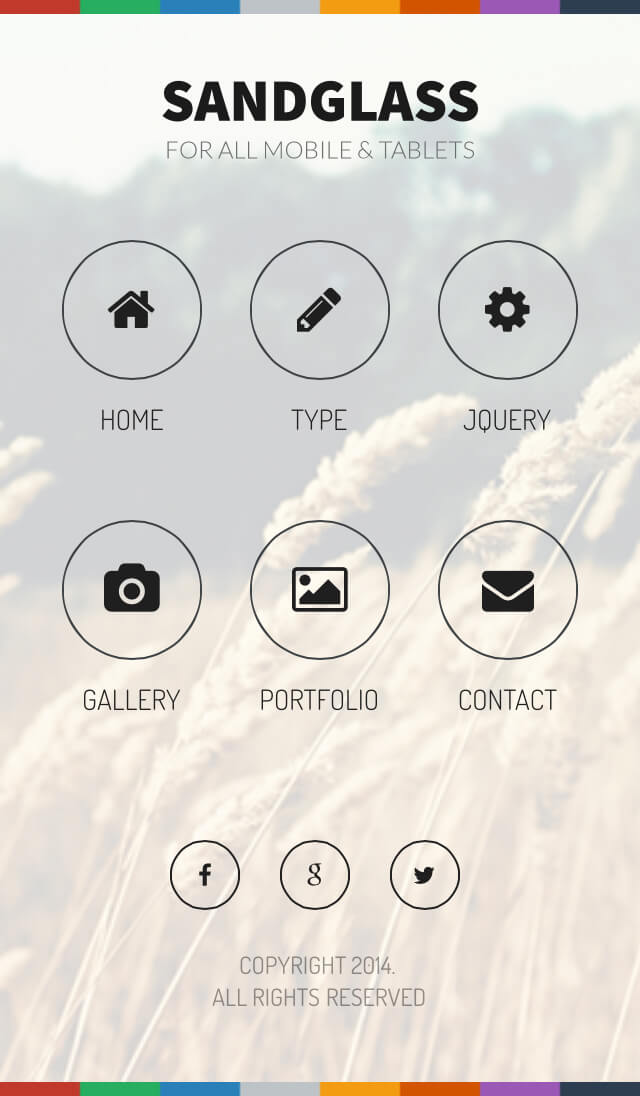 SANDGLASS
FOR ALL MOBILE & TABLETS
HOME TYPE JQUERY
GALLERY PORTFOLIO CONTACT
f g
COPYRIGHT 2014.
ALL RIGHTS RESERVED